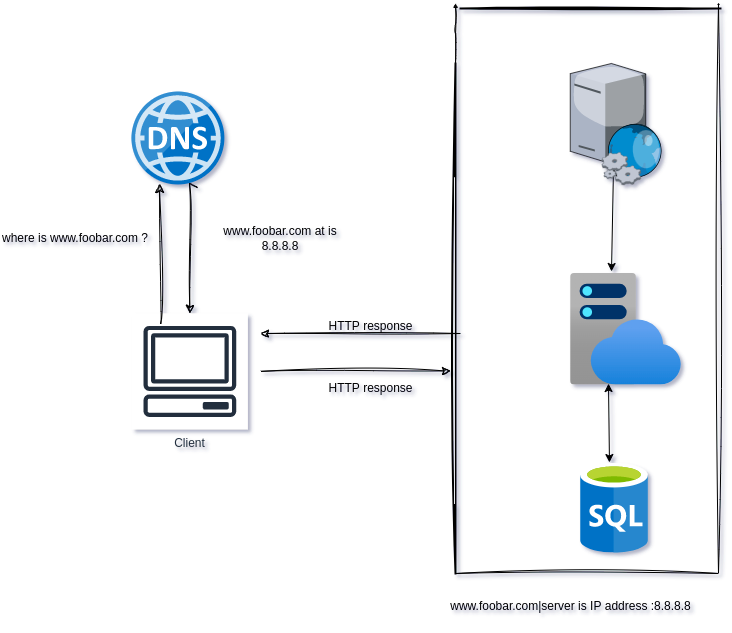 DNS
where is www.foobar.com ?
www.foobar.com at is
8.8.8.8
HTTP response
HTTP response
Client
SQL
www.foobar.com|server is IP address :8.8.8.8